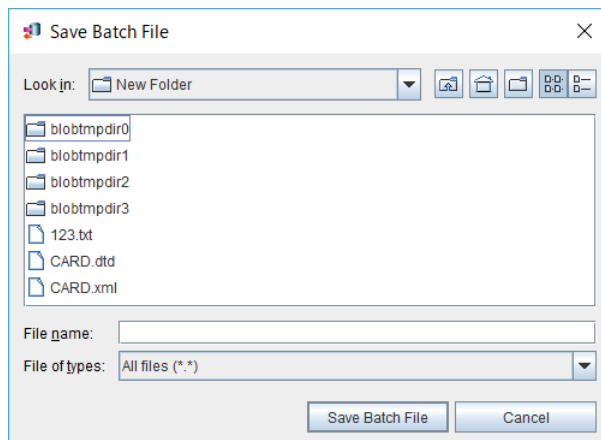 Save Batch File
Look in: New Folder
blobtmpdir0
blobtmpdir1
blobtmpdir2
blobtmpdir3
123.txt
CARD.dtd
CARD.xml
File name:
File of types: All files (*.*)
Save Batch File Cancel